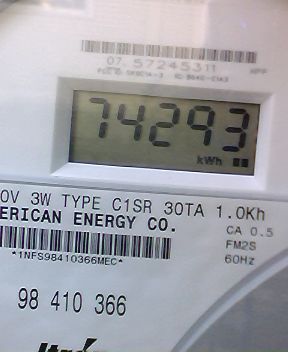 07 57245311
74293
kWh
0V 3W TYPE C1SR 30TA 1.0Kh
ERICAN ENERGY CO.
CA 0.5
FM2S
*1NFS98410366MEC*
60Hz
98 410 366
Itrón